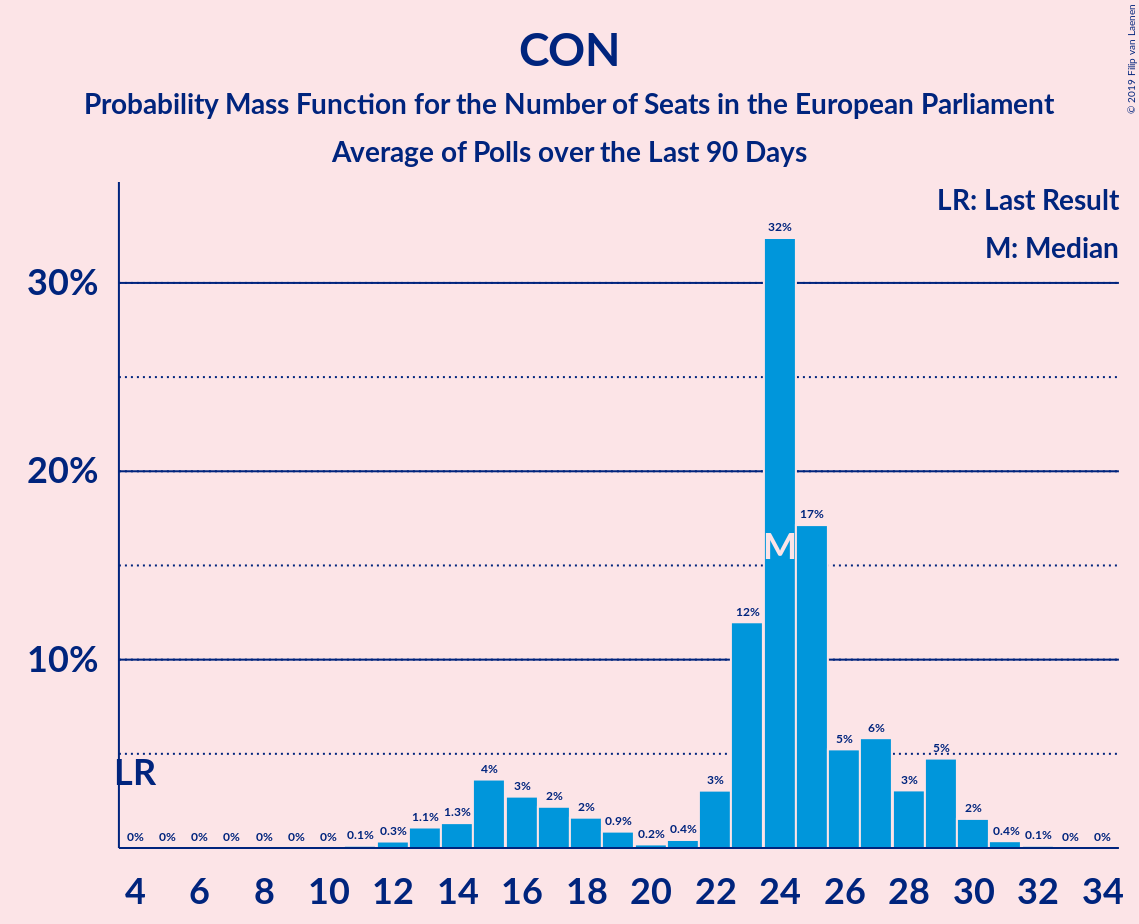 CON
Probability Mass Function for the Number of Seats in the European Parliament
Average of Polls over the Last 90 Days
© 2019 Filip van Laenen
LR: Last Result
M: Median
30%
20%
10%
LR
M
0% 0% 0% 0% 0% 0% 0% 0.1% 0.3% 1.1% 1.3% 4% 3% 2% 2% 0.9% 0.2% 0.4% 3% 12% 32% 17% 5% 6% 3% 5% 2% 0.4% 0.1% 0% 0%
4 6 8 10 12 14 16 18 20 22 24 26 28 30 32 34